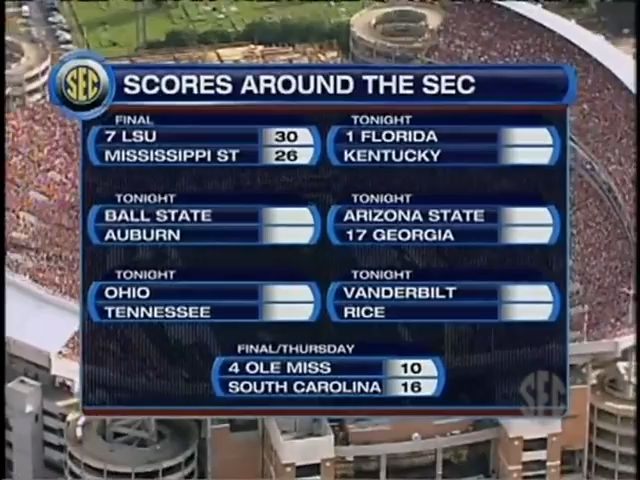 SEC SCORES AROUND THE SEC
FINAL
7 LSU 30
MISSISSIPPI ST 26
TONIGHT
1 FLORIDA
KENTUCKY
TONIGHT
BALL STATE
AUBURN
TONIGHT
ARIZONA STATE
17 GEORGIA
TONIGHT
OHIO
TENNESSEE
TONIGHT
VANDERBILT
RICE
FINAL/THURSDAY
4 OLE MISS 10
SOUTH CAROLINA 16
SEC